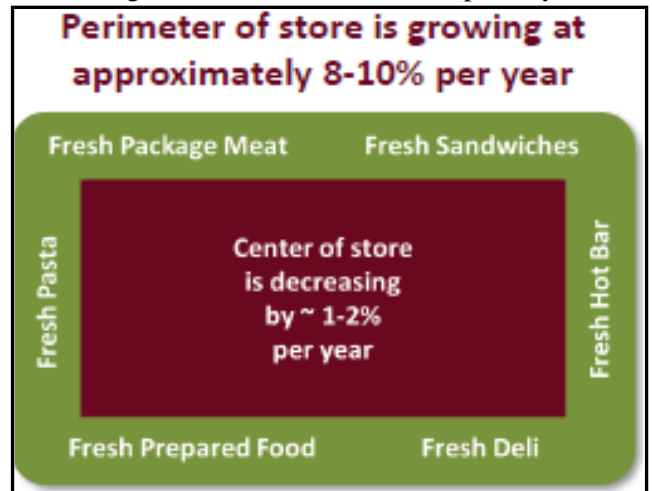 Perimeter of store is growing at
approximately 8-10% per year
Fresh Package Meat
Fresh Sandwiches
Fresh Pasta
Center of store
is decreasing
by ~ 1-2%
per year
Fresh Hot Bar
Fresh Prepared Food
Fresh Deli